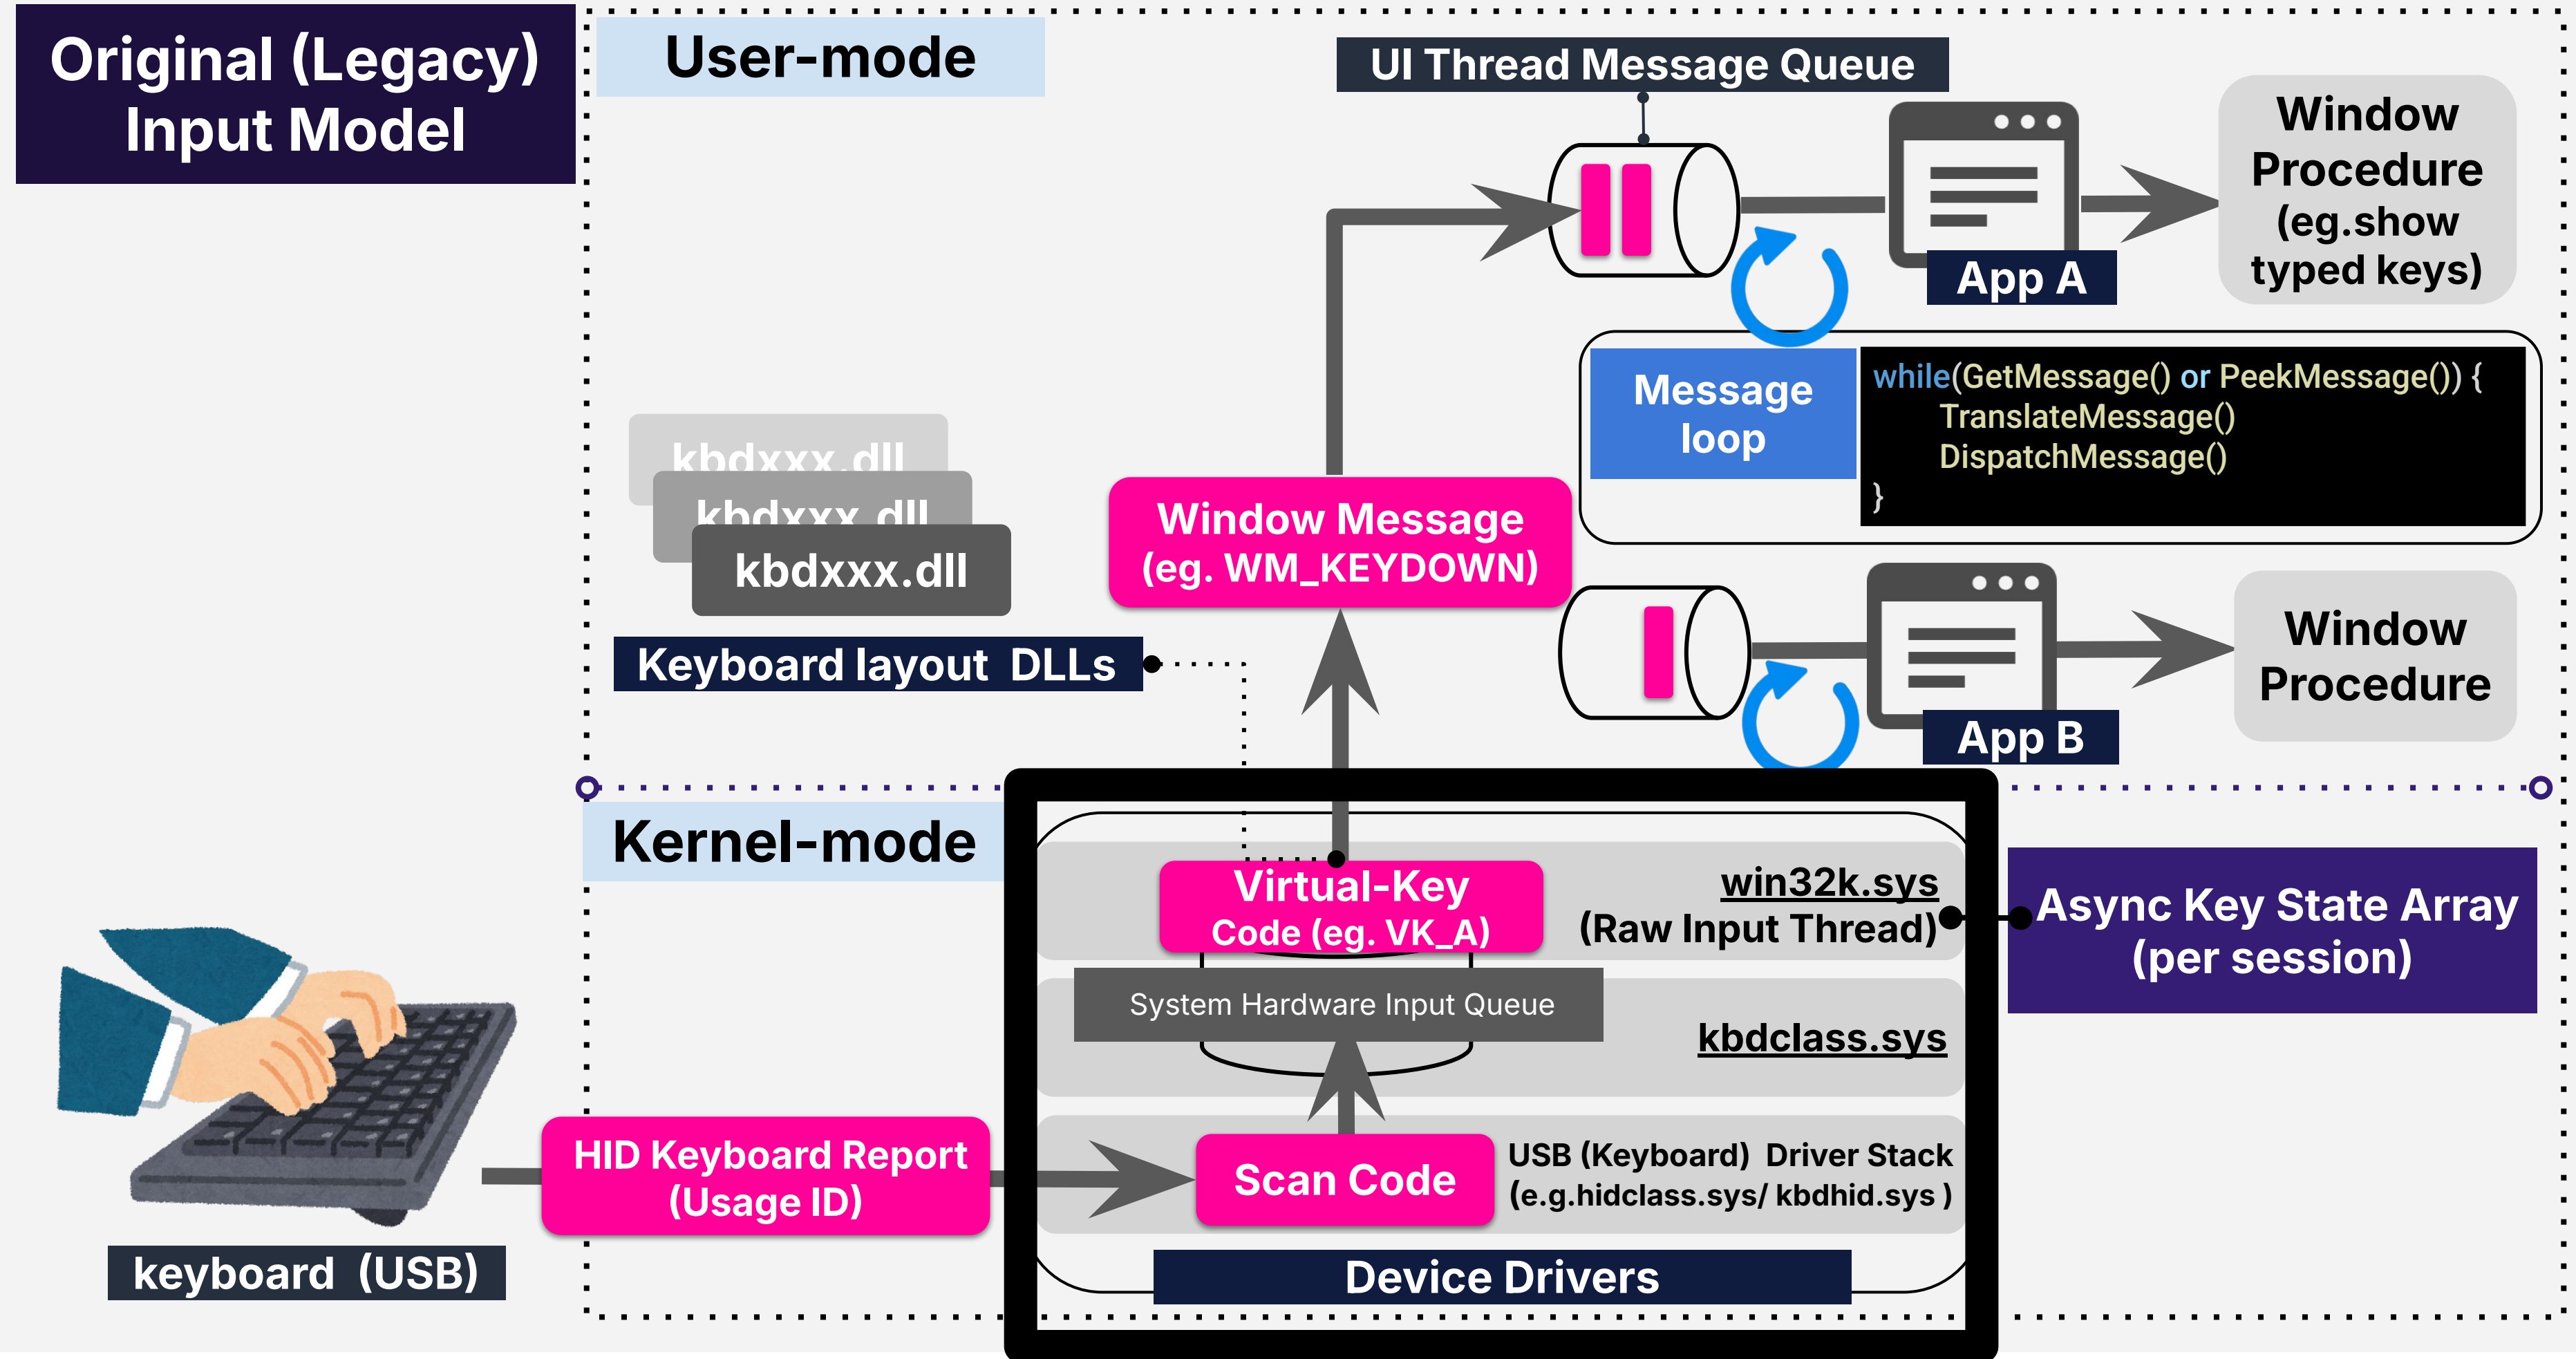 Original (Legacy)
Input Model
User-mode
UI Thread Message Queue
Window
Procedure
(eg.show
typed keys)
App A
Message
loop
while(GetMessage() or PeekMessage()) {
TranslateMessage()
DispatchMessage()
}
kbdxxx.dll
kbdxxx.dll
kbdxxx.dll
Keyboard layout DLLs
Window Message
(eg. WM_KEYDOWN)
Window
Procedure
App B
Kernel-mode
Virtual-Key
Code (eg. VK_A)
win32k.sys
(Raw Input Thread)
Async Key State Array
(per session)
System Hardware Input Queue
kbdclass.sys
HID Keyboard Report
(Usage ID)
Scan Code
USB (Keyboard) Driver Stack
(e.g.hidclass.sys/ kbdhid.sys )
keyboard (USB)
Device Drivers